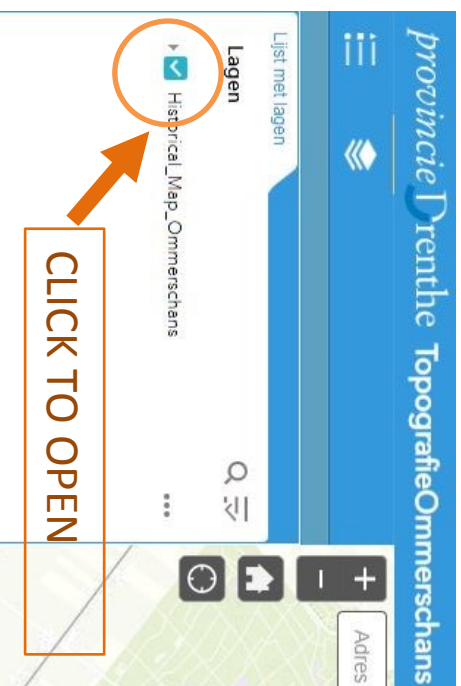 provincie Drenthe TopografieOmmerschans
Lijst met lagen
Lagen
Historical_Map_Ommerschans
CLICK TO OPEN
+
−
Adres